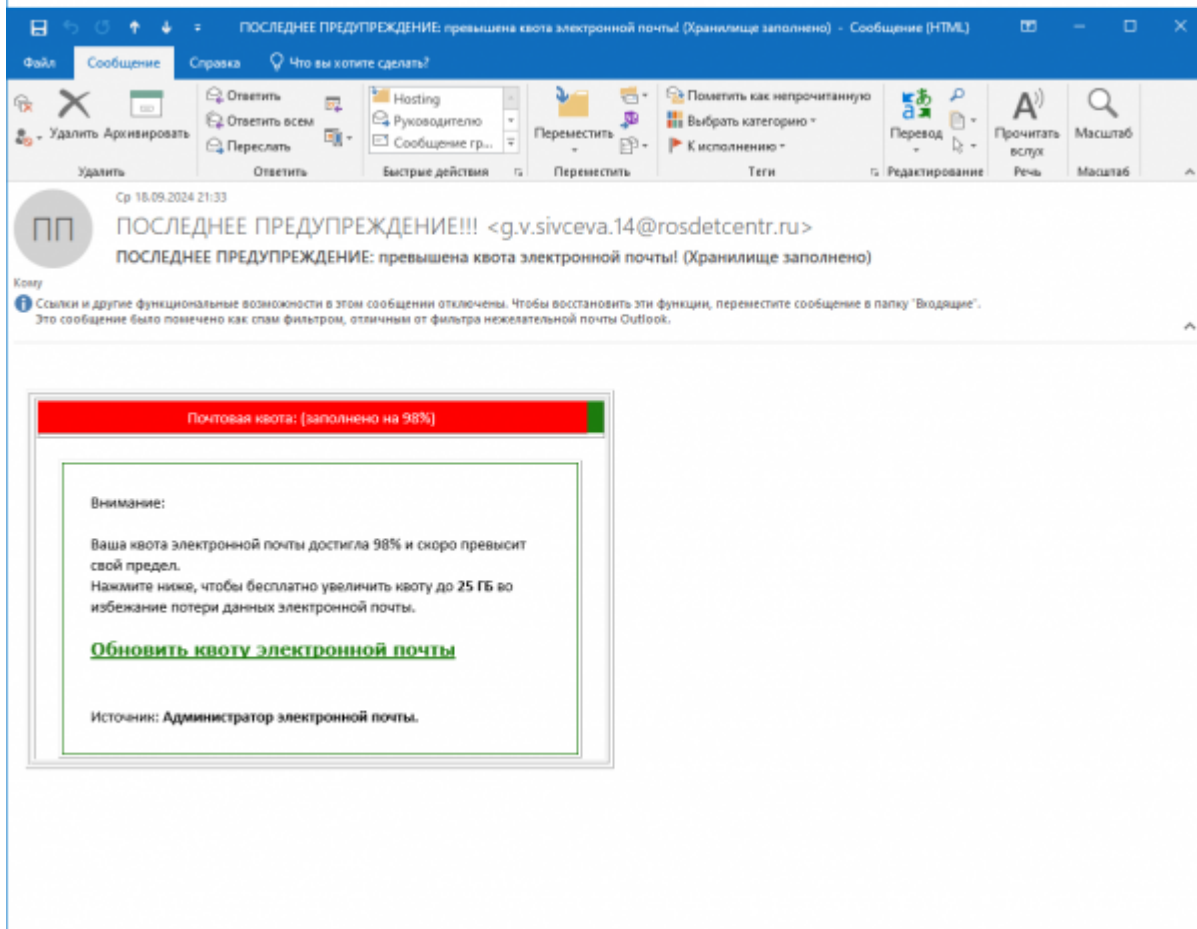 ПОСЛЕДНЕЕ ПРЕДУПРЕЖДЕНИЕ: превышена квота электронной почты! (Хранилище заполнено) - Сообщение (HTML)
Файл Сообщение Справка Что вы хотите сделать?
Удалить Архивировать
Ответить
Ответить всем
Переслать
Hosting
Руководителю
Сообщение гр...
Переместить
Пометить как непрочитанную
Выбрать категорию
К исполнению
Перевод
Прочитать вслух
Масштаб
Удалить Ответить Быстрые действия Переместить Теги Редактирование Речь Масштаб
Ср 18.09.2024 21:33
ПП
ПОСЛЕДНЕЕ ПРЕДУПРЕЖДЕНИЕ!!! <g.v.sivceva.14@rosdetcentr.ru>
ПОСЛЕДНЕЕ ПРЕДУПРЕЖДЕНИЕ: превышена квота электронной почты! (Хранилище заполнено)
Кому
Ссылки и другие функциональные возможности в этом сообщении отключены. Чтобы восстановить эти функции, переместите сообщение в папку "Входящие".
Это сообщение было помечено как спам фильтром, отличным от фильтра нежелательной почты Outlook.
Почтовая квота: (заполнено на 98%)
Внимание:
Ваша квота электронной почты достигла 98% и скоро превысит
свой предел.
Нажмите ниже, чтобы бесплатно увеличить квоту до 25 ГБ во
избежание потери данных электронной почты.
Обновить квоту электронной почты
Источник: Администратор электронной почты.